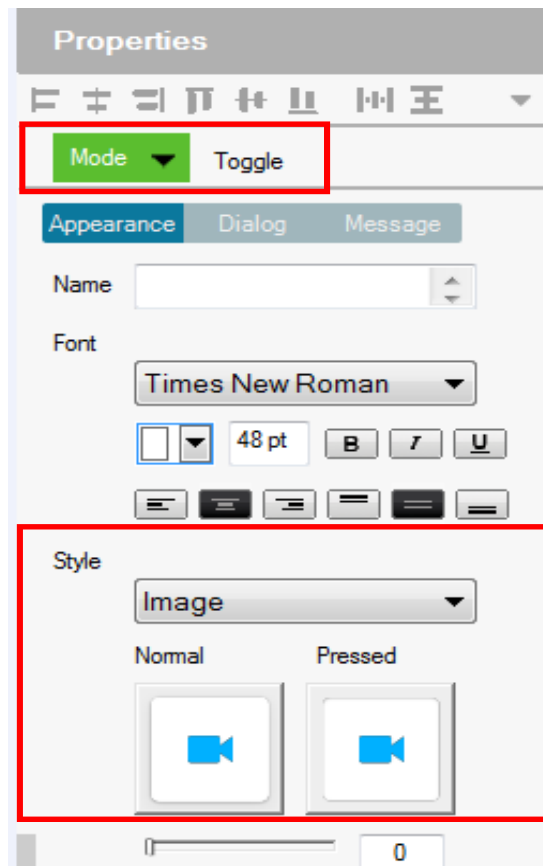 Properties
Mode Toggle
Appearance Dialog Message
Name
Font
Times New Roman
48 pt B I U
Style
Image
Normal Pressed
0